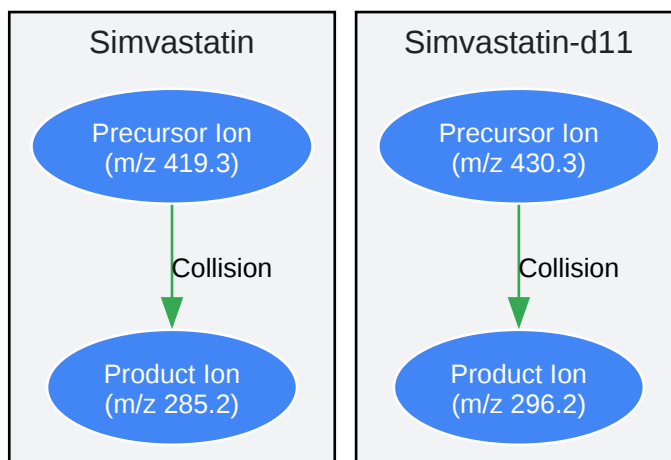 Simvastatin
Precursor Ion
(m/z 419.3)
Collision
Product Ion
(m/z 285.2)
Simvastatin-d11
Precursor Ion
(m/z 430.3)
Collision
Product Ion
(m/z 296.2)